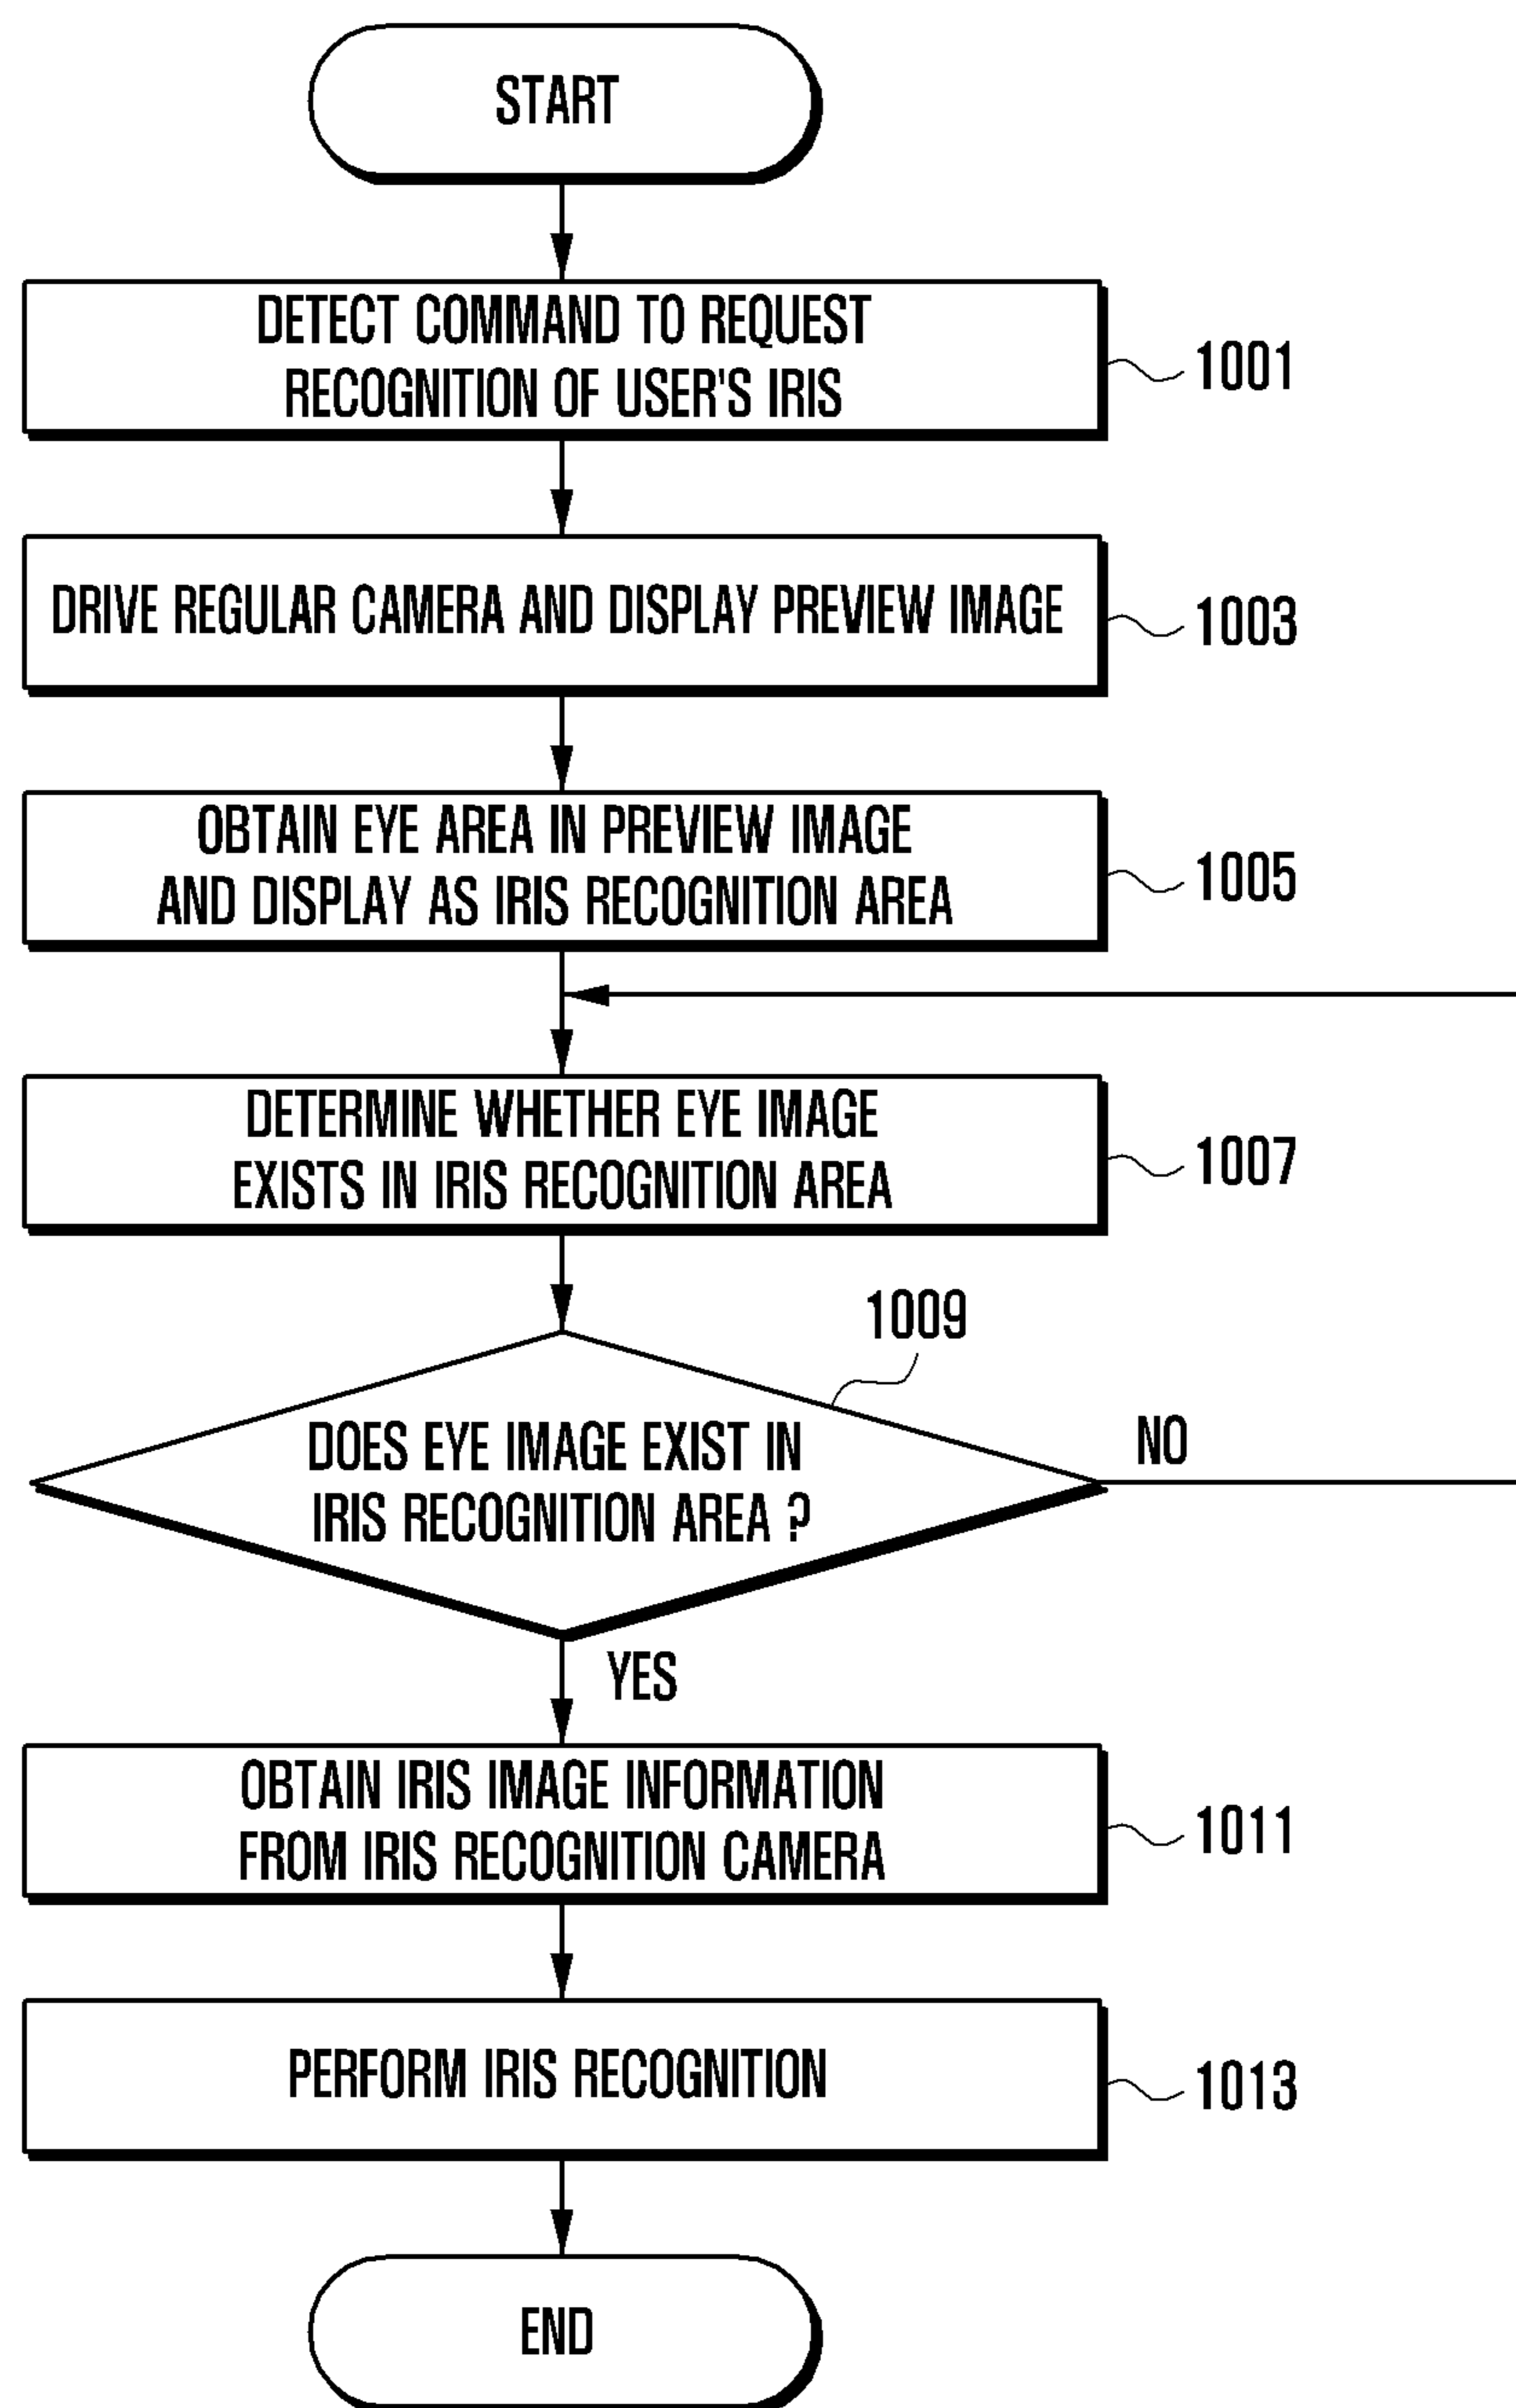 START
DETECT COMMAND TO REQUEST
RECOGNITION OF USER'S IRIS
1001
DRIVE REGULAR CAMERA AND DISPLAY PREVIEW IMAGE
1003
OBTAIN EYE AREA IN PREVIEW IMAGE
AND DISPLAY AS IRIS RECOGNITION AREA
1005
DETERMINE WHETHER EYE IMAGE
EXISTS IN IRIS RECOGNITION AREA
1007
1009
DOES EYE IMAGE EXIST IN
IRIS RECOGNITION AREA ?
NO
YES
OBTAIN IRIS IMAGE INFORMATION
FROM IRIS RECOGNITION CAMERA
1011
PERFORM IRIS RECOGNITION
1013
END